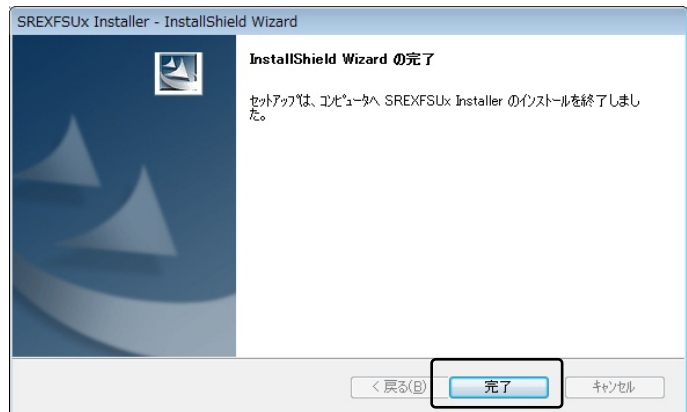 SREXFSUx Installer - InstallShield Wizard
InstallShield Wizard の完了
セットアップは、コンピュータへ SREXFSUx Installer のインストールを終了しまし
た。
< 戻る(B)
完了
キャンセル